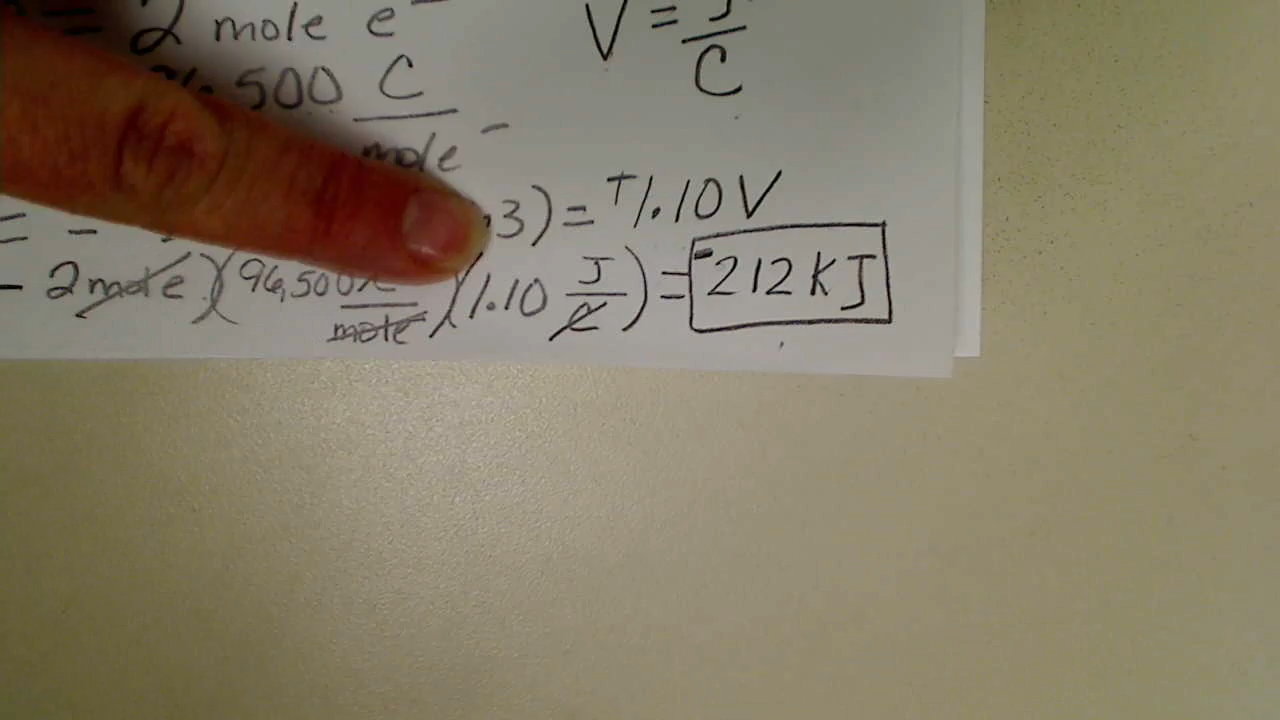 = 2 mole e⁻
V = J/C
.500 C/mole⁻
3) = +1.10 V
= -
- 2 mole)(96,500 C/mole)(1.10 J/C) = -212 kJ